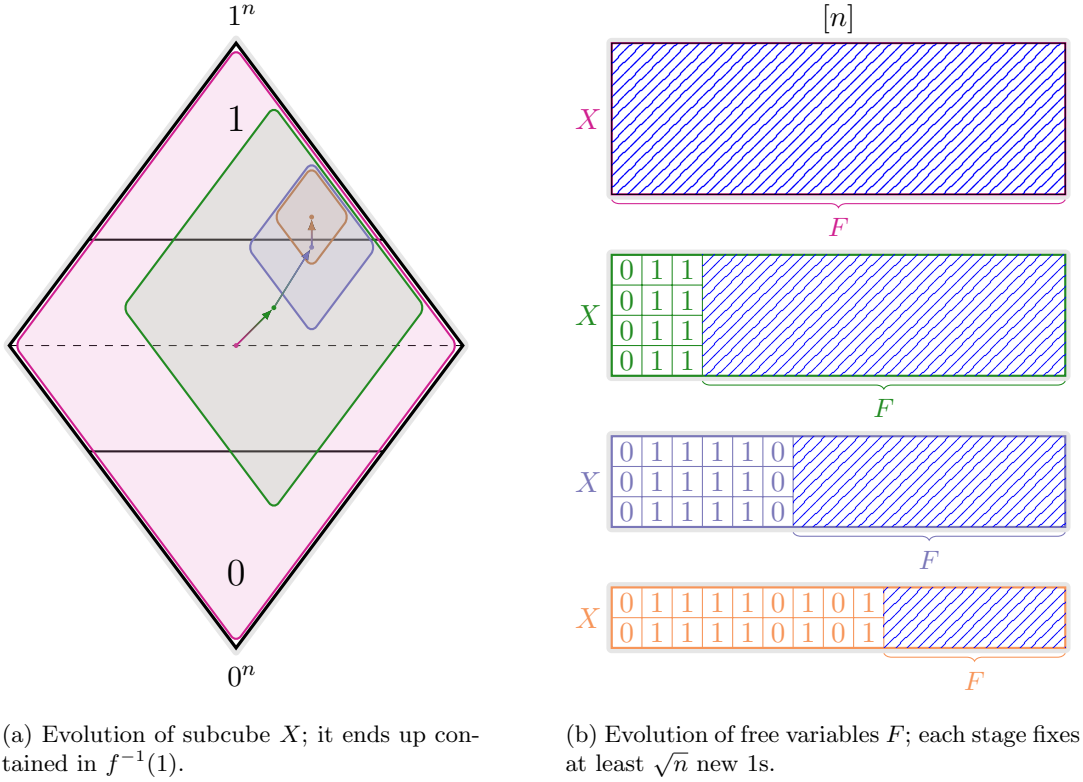 1ⁿ
1
0
0ⁿ
(a) Evolution of subcube X; it ends up con-
tained in f⁻¹(1).
[n]
X
F
0 1 1
0 1 1
X
0 1 1
0 1 1
F
0 1 1 1 1 0
X 0 1 1 1 1 0
0 1 1 1 1 0
F
0 1 1 1 1 0 1 0 1
X
0 1 1 1 1 0 1 0 1
F
(b) Evolution of free variables F; each stage fixes
at least √n new 1s.